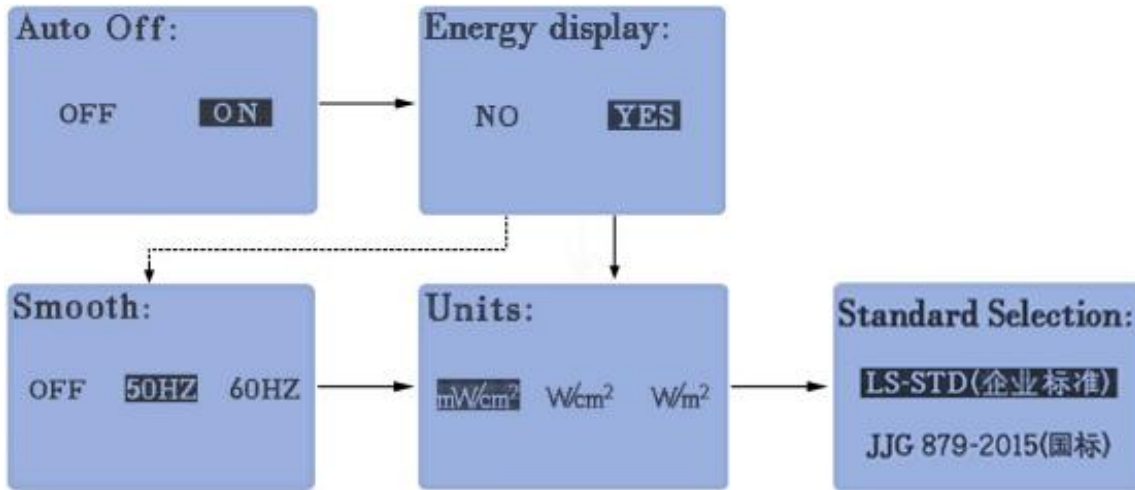 Auto Off:
OFF ON
Energy display:
NO YES
Smooth:
OFF 50HZ 60HZ
Units:
mW/cm² W/cm² W/m²
Standard Selection:
LS-STD(企业标准)
JJG 879-2015(国标)